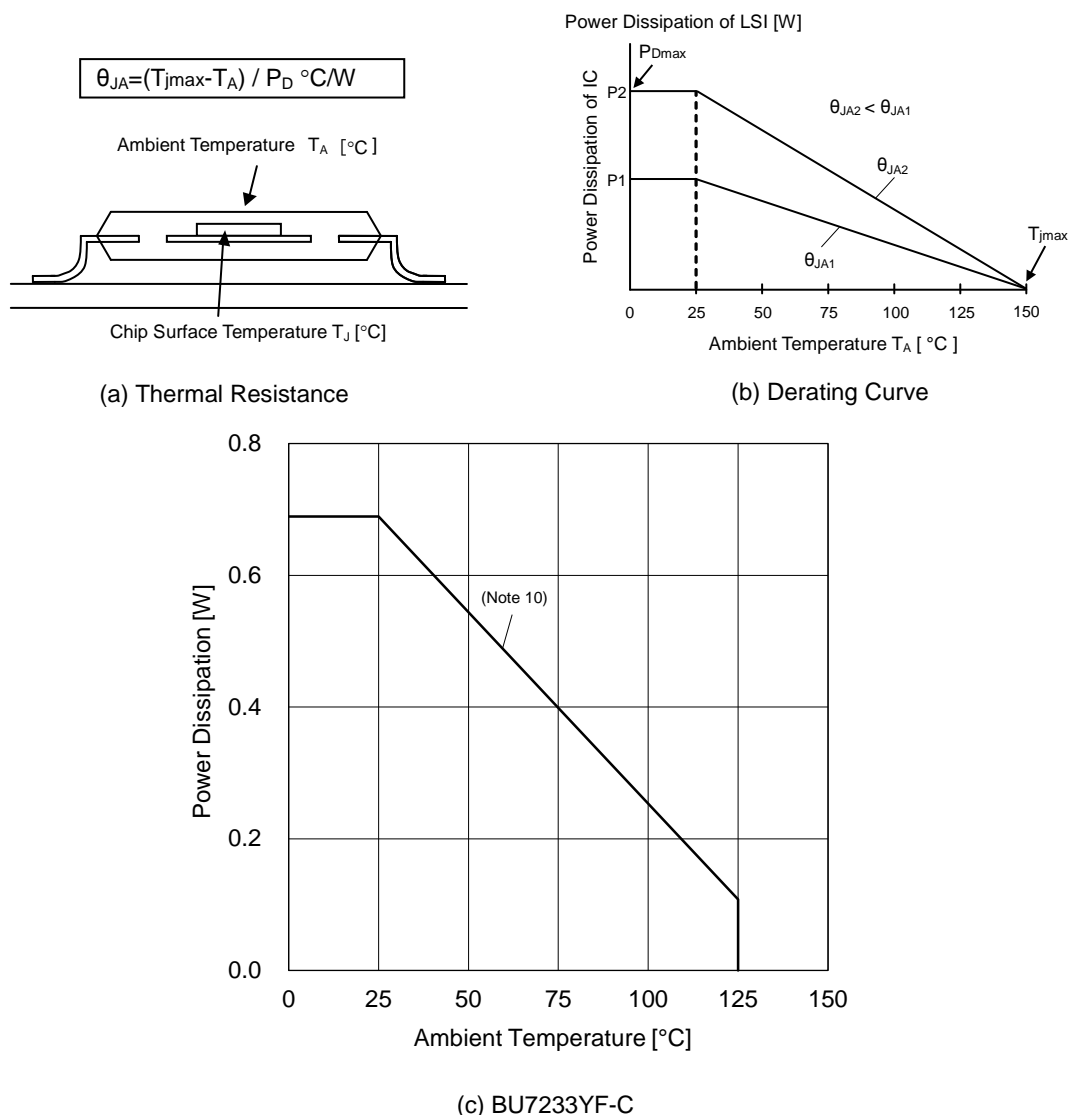 θJA=(Tjmax-TA) / PD °C/W
Ambient Temperature TA [°C]
Chip Surface Temperature TJ [°C]
(a) Thermal Resistance
Power Dissipation of LSI [W]
PDmax
Power Dissipation of IC
P2
P1
θJA2 < θJA1
θJA2
θJA1
Tjmax
0 25 50 75 100 125 150
Ambient Temperature TA [ °C ]
(b) Derating Curve
0.8
0.6
0.4
0.2
0.0
Power Dissipation [W]
(Note 10)
0 25 50 75 100 125 150
Ambient Temperature [°C]
(c) BU7233YF-C